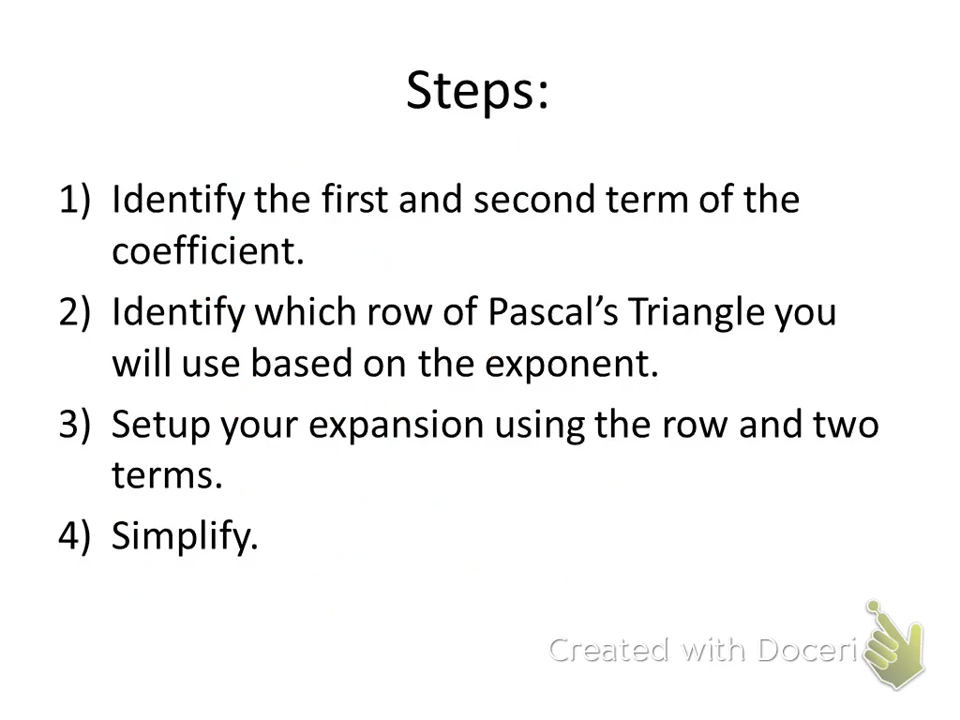 Steps:
1) Identify the first and second term of the
coefficient.
2) Identify which row of Pascal’s Triangle you
will use based on the exponent.
3) Setup your expansion using the row and two
terms.
4) Simplify.
Created with Doceri